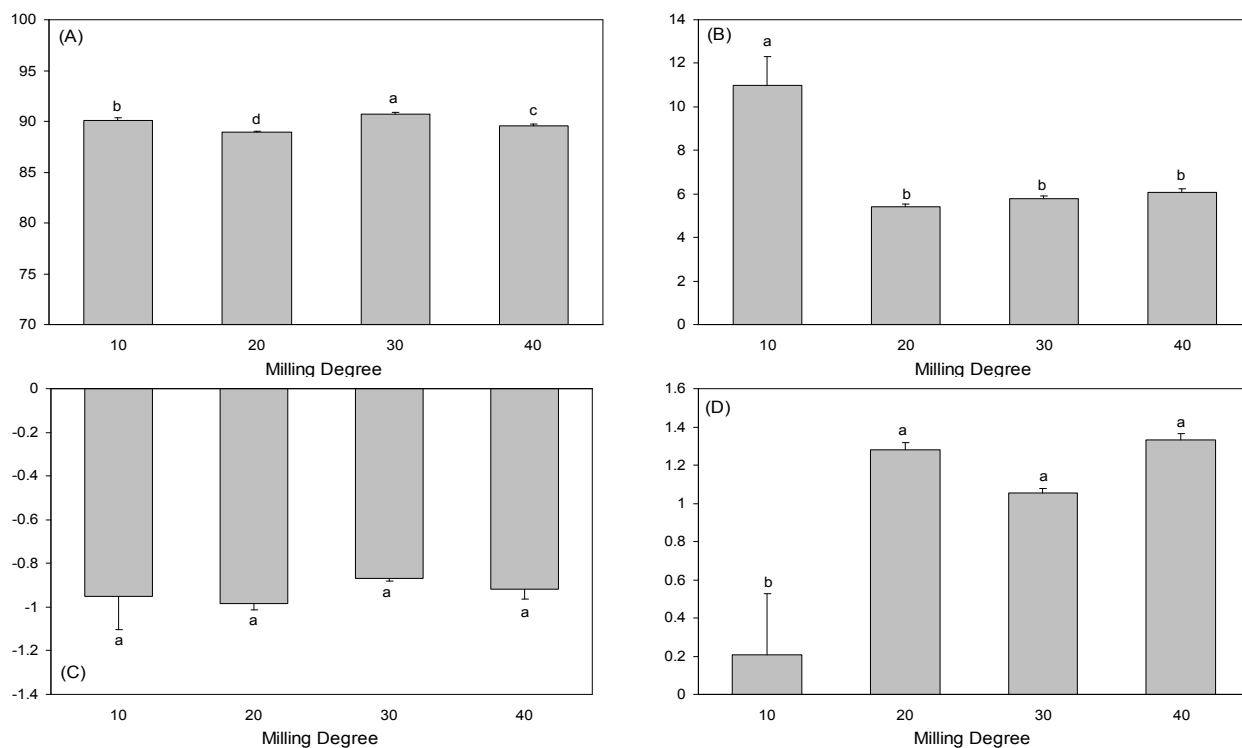 (A)
100
95
90
85
80
75
70
b
d
a
c
10 20 30 40
Milling Degree
(B)
14
12
10
8
6
4
2
0
a
b
b
b
10 20 30 40
Milling Degree
(C)
0
-0.2
-0.4
-0.6
-0.8
-1
-1.2
-1.4
a
a
a
a
10 20 30 40
Milling Degree
(D)
1.6
1.4
1.2
1
0.8
0.6
0.4
0.2
0
b
a
a
a
10 20 30 40
Milling Degree